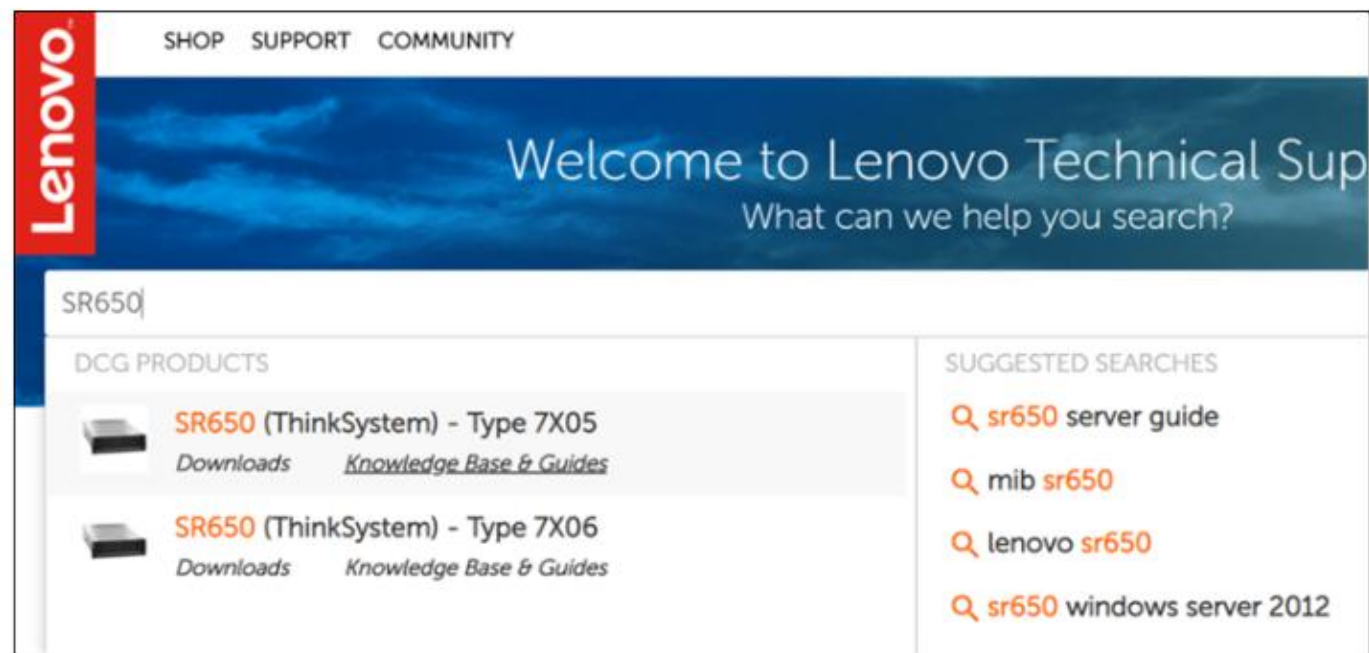 Lenovo
SHOP SUPPORT COMMUNITY
Welcome to Lenovo Technical Sup
What can we help you search?
SR650
DCG PRODUCTS
SR650 (ThinkSystem) - Type 7X05
Downloads Knowledge Base & Guides
SR650 (ThinkSystem) - Type 7X06
Downloads Knowledge Base & Guides
SUGGESTED SEARCHES
sr650 server guide
mib sr650
lenovo sr650
sr650 windows server 2012